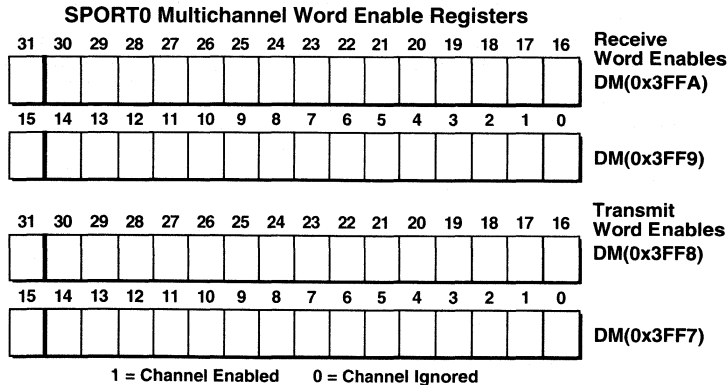 SPORT0 Multichannel Word Enable Registers
31 30 29 28 27 26 25 24 23 22 21 20 19 18 17 16
Receive
Word Enables
DM(0x3FFA)
15 14 13 12 11 10 9 8 7 6 5 4 3 2 1 0
DM(0x3FF9)
31 30 29 28 27 26 25 24 23 22 21 20 19 18 17 16
Transmit
Word Enables
DM(0x3FF8)
15 14 13 12 11 10 9 8 7 6 5 4 3 2 1 0
DM(0x3FF7)
1 = Channel Enabled 0 = Channel Ignored